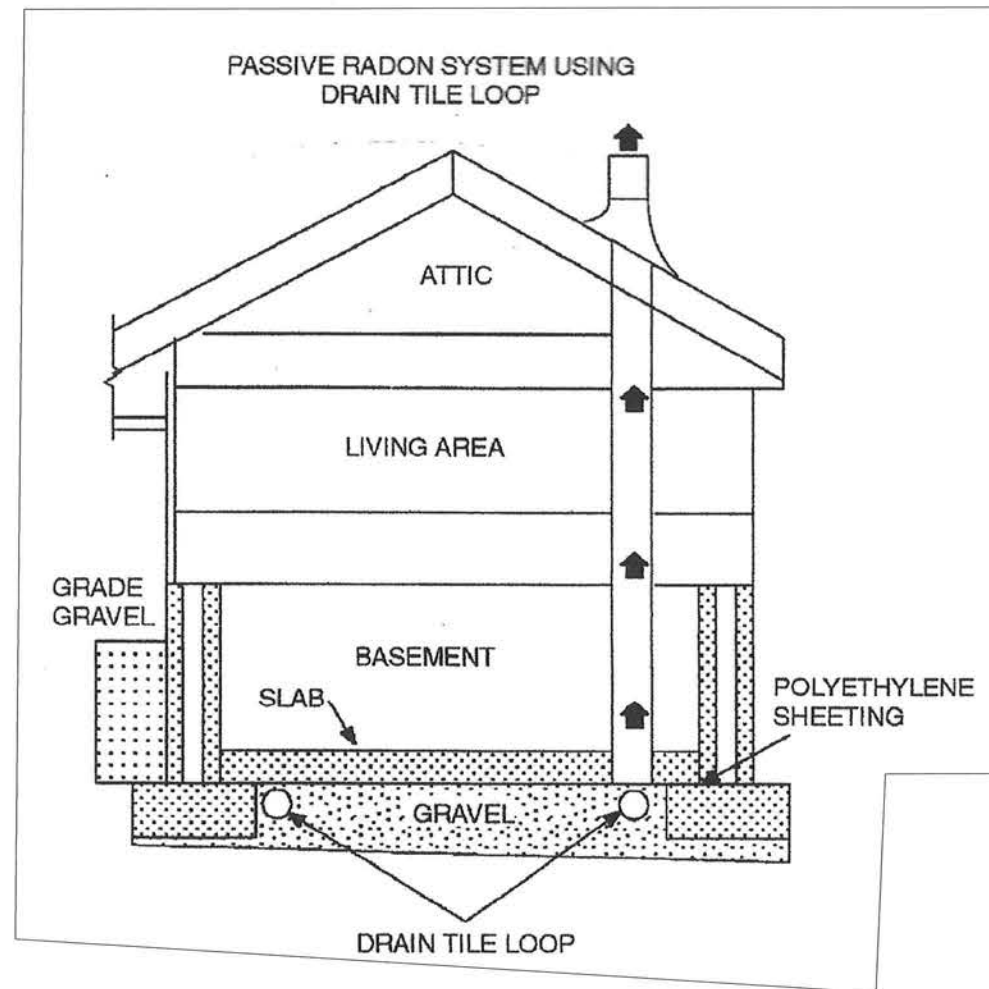 PASSIVE RADON SYSTEM USING
DRAIN TILE LOOP
ATTIC
LIVING AREA
GRADE
GRAVEL
BASEMENT
SLAB
POLYETHYLENE
SHEETING
GRAVEL
DRAIN TILE LOOP